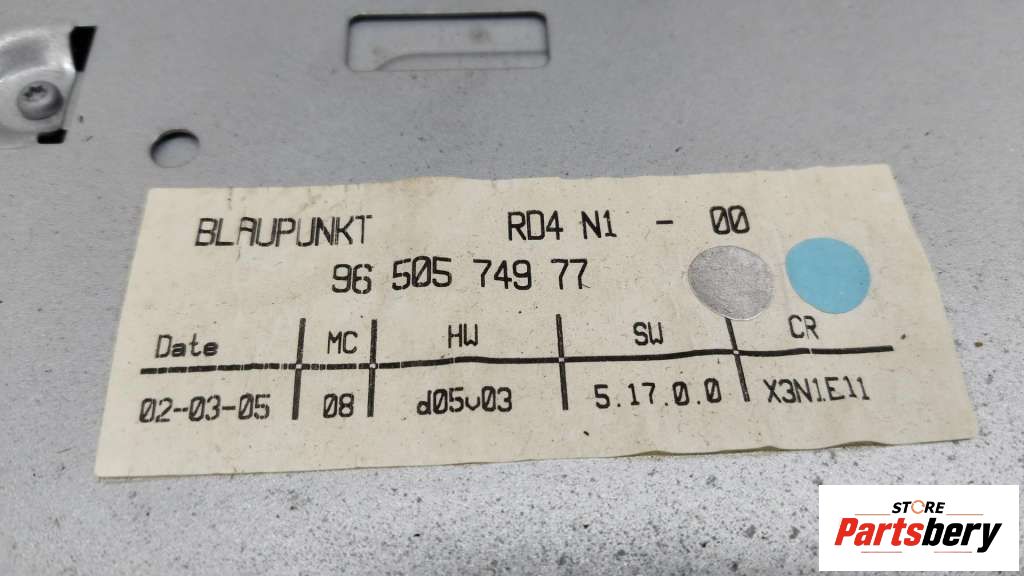 BLAUPUNKT RD4 N1 - 00
96 505 749 77
Date MC HW SW CR
02-03-05 08 d05v03 5.17.0.0 X3N1E11
STORE
Partsbery